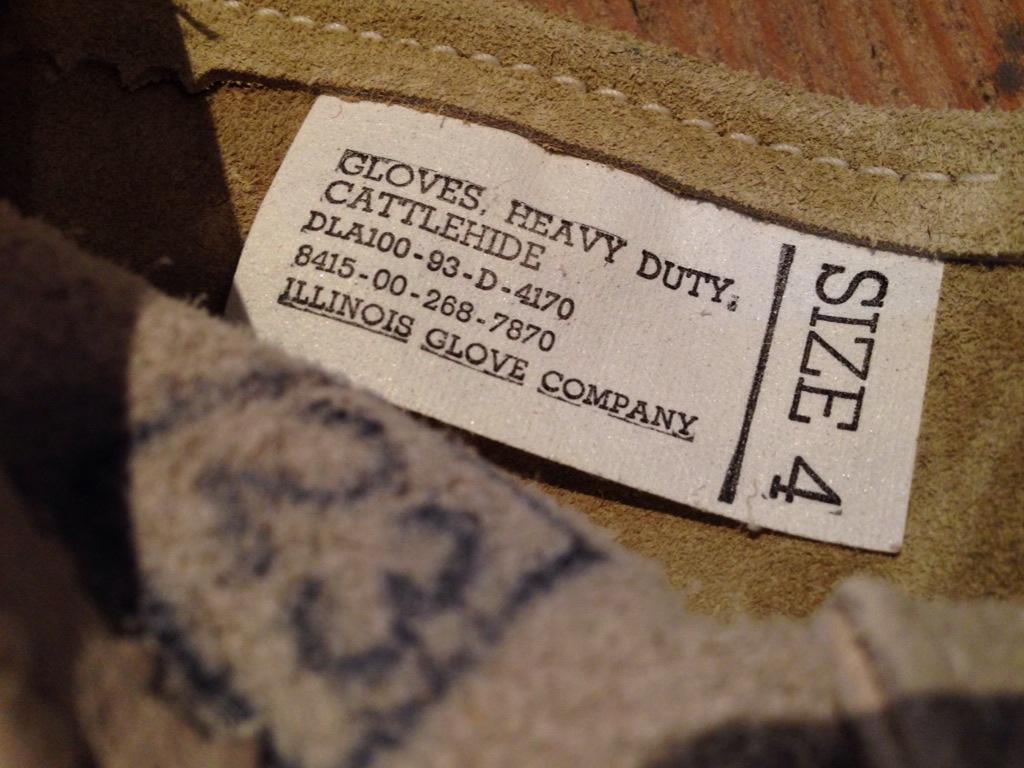 GLOVES, HEAVY DUTY,
CATTLEHIDE
DLA100-93-D-4170
8415-00-268-7870
ILLINOIS GLOVE COMPANY
SIZE 4